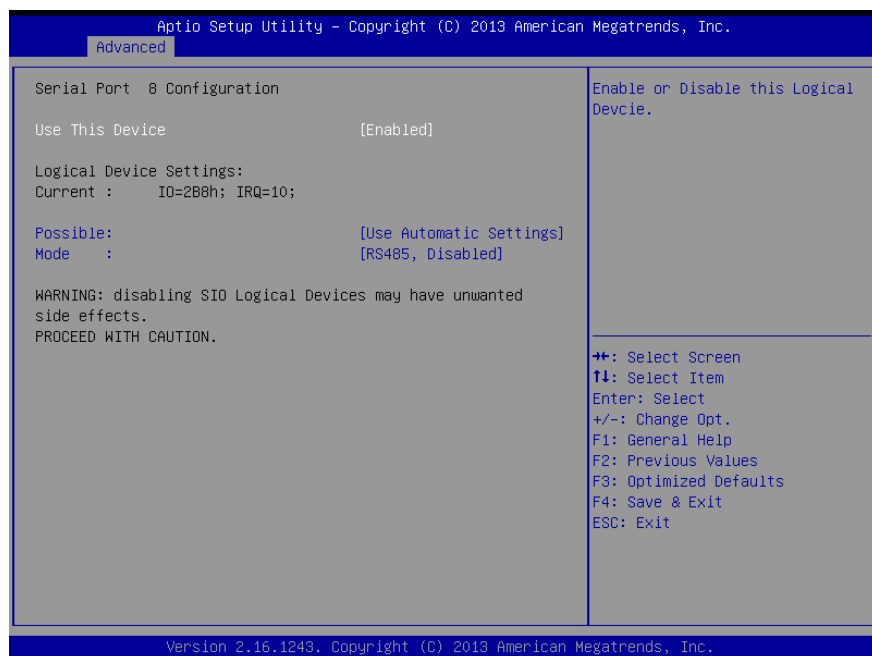 Aptio Setup Utility – Copyright (C) 2013 American Megatrends, Inc.
Advanced
Serial Port 8 Configuration
Use This Device [Enabled]
Logical Device Settings:
Current : IO=2B8h; IRQ=10;
Possible: [Use Automatic Settings]
Mode : [RS485, Disabled]
WARNING: disabling SIO Logical Devices may have unwanted
side effects.
PROCEED WITH CAUTION.
Enable or Disable this Logical
Devcie.
→←: Select Screen
↑↓: Select Item
Enter: Select
+/-: Change Opt.
F1: General Help
F2: Previous Values
F3: Optimized Defaults
F4: Save & Exit
ESC: Exit
Version 2.16.1243. Copyright (C) 2013 American Megatrends, Inc.